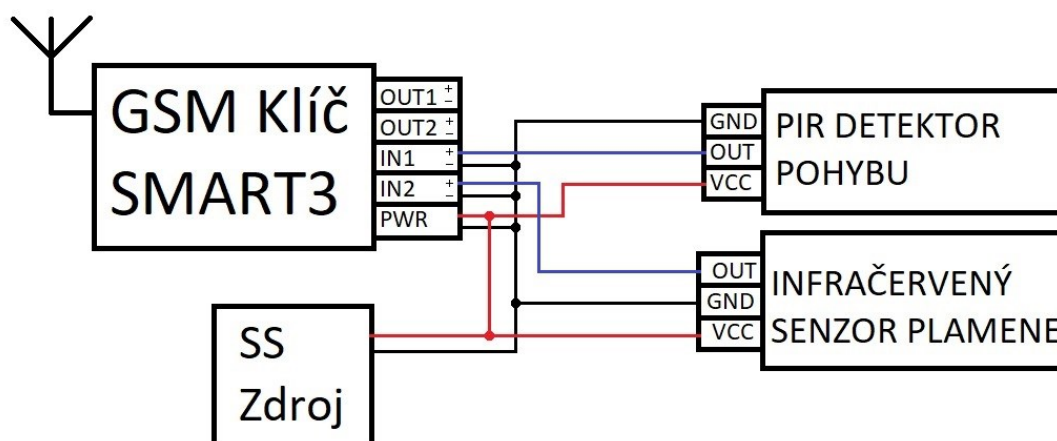 GSM Klíč
SMART3
OUT1 + −
OUT2 + −
IN1 + −
IN2 + −
PWR
GND
OUT
VCC
PIR DETEKTOR
POHYBU
OUT
GND
VCC
INFRAČERVENÝ
SENZOR PLAMENE
SS
Zdroj